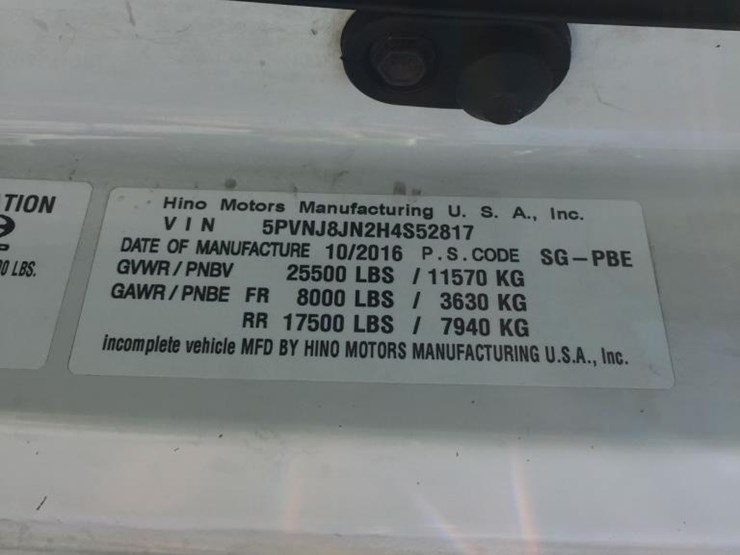 TION
0 LBS.
Hino Motors Manufacturing U. S. A., Inc.
VIN 5PVNJ8JN2H4S52817
DATE OF MANUFACTURE 10/2016 P.S.CODE SG-PBE
GVWR/PNBV 25500 LBS / 11570 KG
GAWR/PNBE FR 8000 LBS / 3630 KG
RR 17500 LBS / 7940 KG
incomplete vehicle MFD BY HINO MOTORS MANUFACTURING U.S.A., Inc.